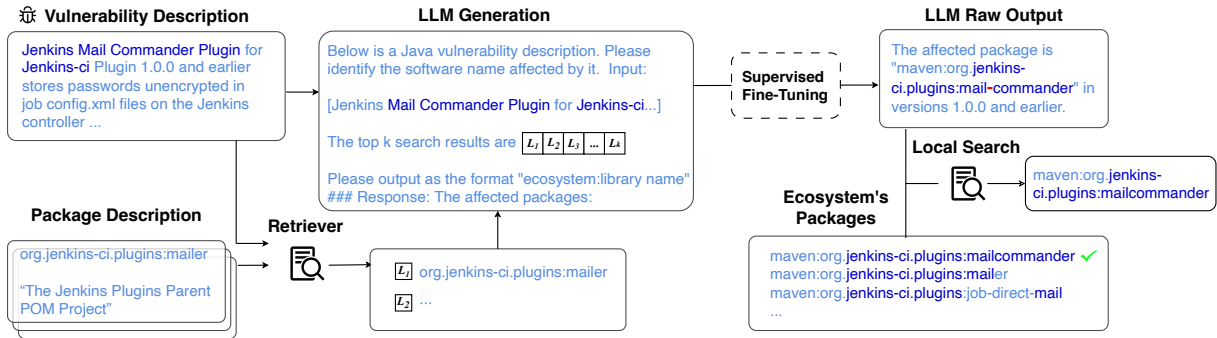 Vulnerability Description
Jenkins Mail Commander Plugin for
Jenkins-ci Plugin 1.0.0 and earlier
stores passwords unencrypted in
job config.xml files on the Jenkins
controller ...
Package Description
org.jenkins-ci.plugins:mailer
“The Jenkins Plugins Parent
POM Project”
Retriever
LLM Generation
Below is a Java vulnerability description. Please
identify the software name affected by it. Input:
[Jenkins Mail Commander Plugin for Jenkins-ci...]
The top k search results are L1 L2 L3 ... Lk
Please output as the format "ecosystem:library name"
### Response: The affected packages:
L1 org.jenkins-ci.plugins:mailer
L2 ...
Supervised
Fine-Tuning
LLM Raw Output
The affected package is
"maven:org.jenkins-
ci.plugins:mail-commander" in
versions 1.0.0 and earlier.
Local Search
maven:org.jenkins-
ci.plugins:mailcommander
Ecosystem's
Packages
maven:org.jenkins-ci.plugins:mailcommander
maven:org.jenkins-ci.plugins:mailer
maven:org.jenkins-ci.plugins:job-direct-mail
...